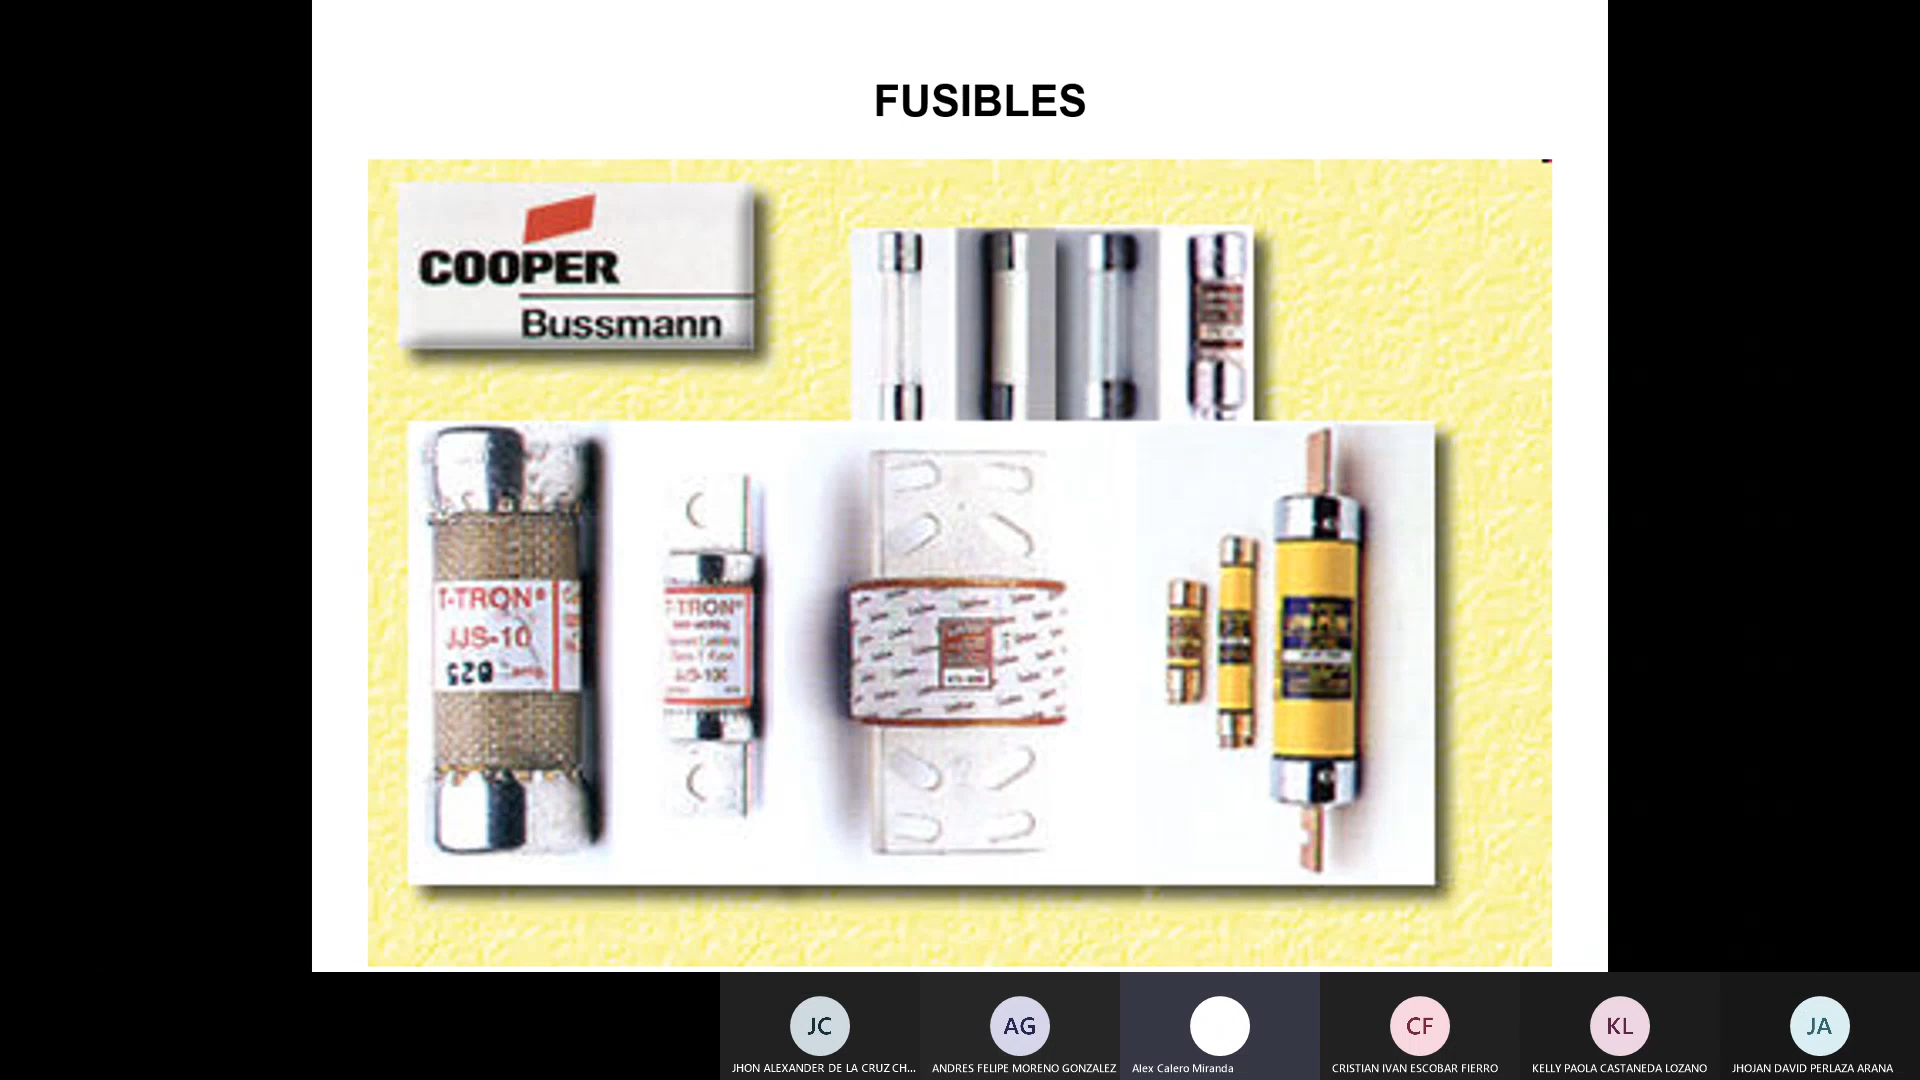 FUSIBLES
COOPER
Bussmann
T-TRON®
JJS-10
T-TRON®
JC
AG
CF
KL
JA
JHON ALEXANDER DE LA CRUZ CH...
ANDRES FELIPE MORENO GONZALEZ
Alex Calero Miranda
CRISTIAN IVAN ESCOBAR FIERRO
KELLY PAOLA CASTANEDA LOZANO
JHOJAN DAVID PERLAZA ARANA